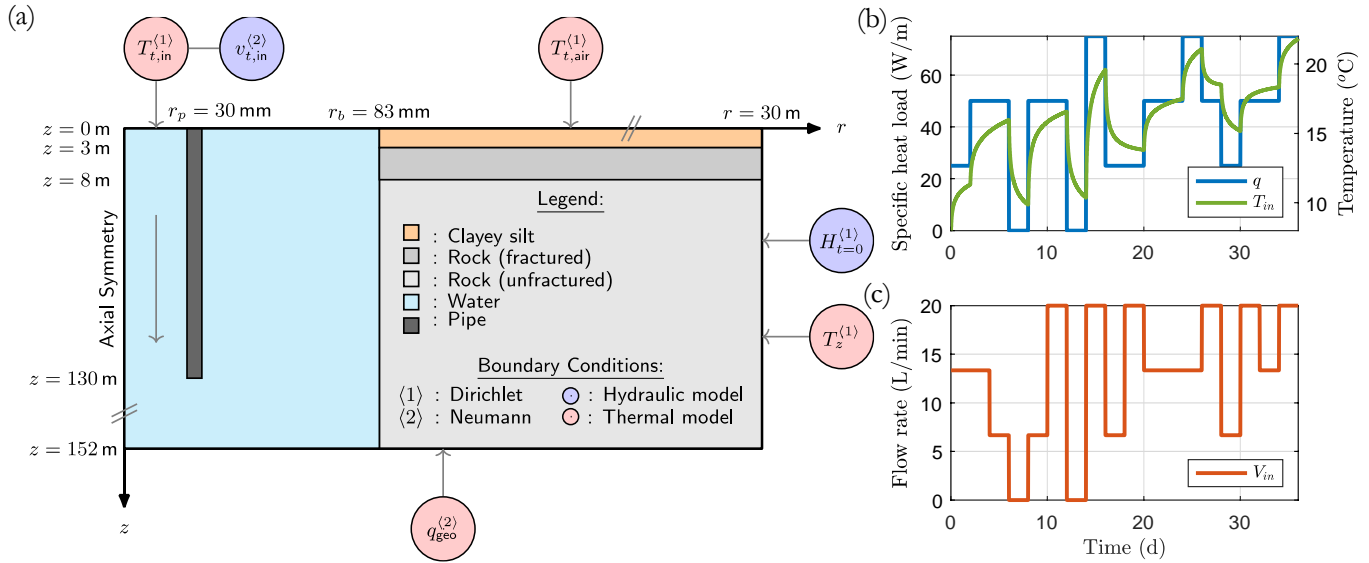 (a)
T_{t,in}^{⟨1⟩}
v_{t,in}^{⟨2⟩}
T_{t,air}^{⟨1⟩}
r_p = 30 mm
r_b = 83 mm
r = 30 m
r
z = 0 m
z = 3 m
z = 8 m
Axial Symmetry
z = 130 m
z = 152 m
z
Legend:
: Clayey silt
: Rock (fractured)
: Rock (unfractured)
: Water
: Pipe
Boundary Conditions:
⟨1⟩ : Dirichlet
: Hydraulic model
⟨2⟩ : Neumann
: Thermal model
H_{t=0}^{⟨1⟩}
T_z^{⟨1⟩}
q_{geo}^{⟨2⟩}
(b)
Specific heat load (W/m)
60
40
20
0
0 10 20 30
20
15
10
Temperature (°C)
q
T_{in}
(c)
Flow rate (L/min)
20
15
10
5
0
0 10 20 30
Time (d)
V_{in}